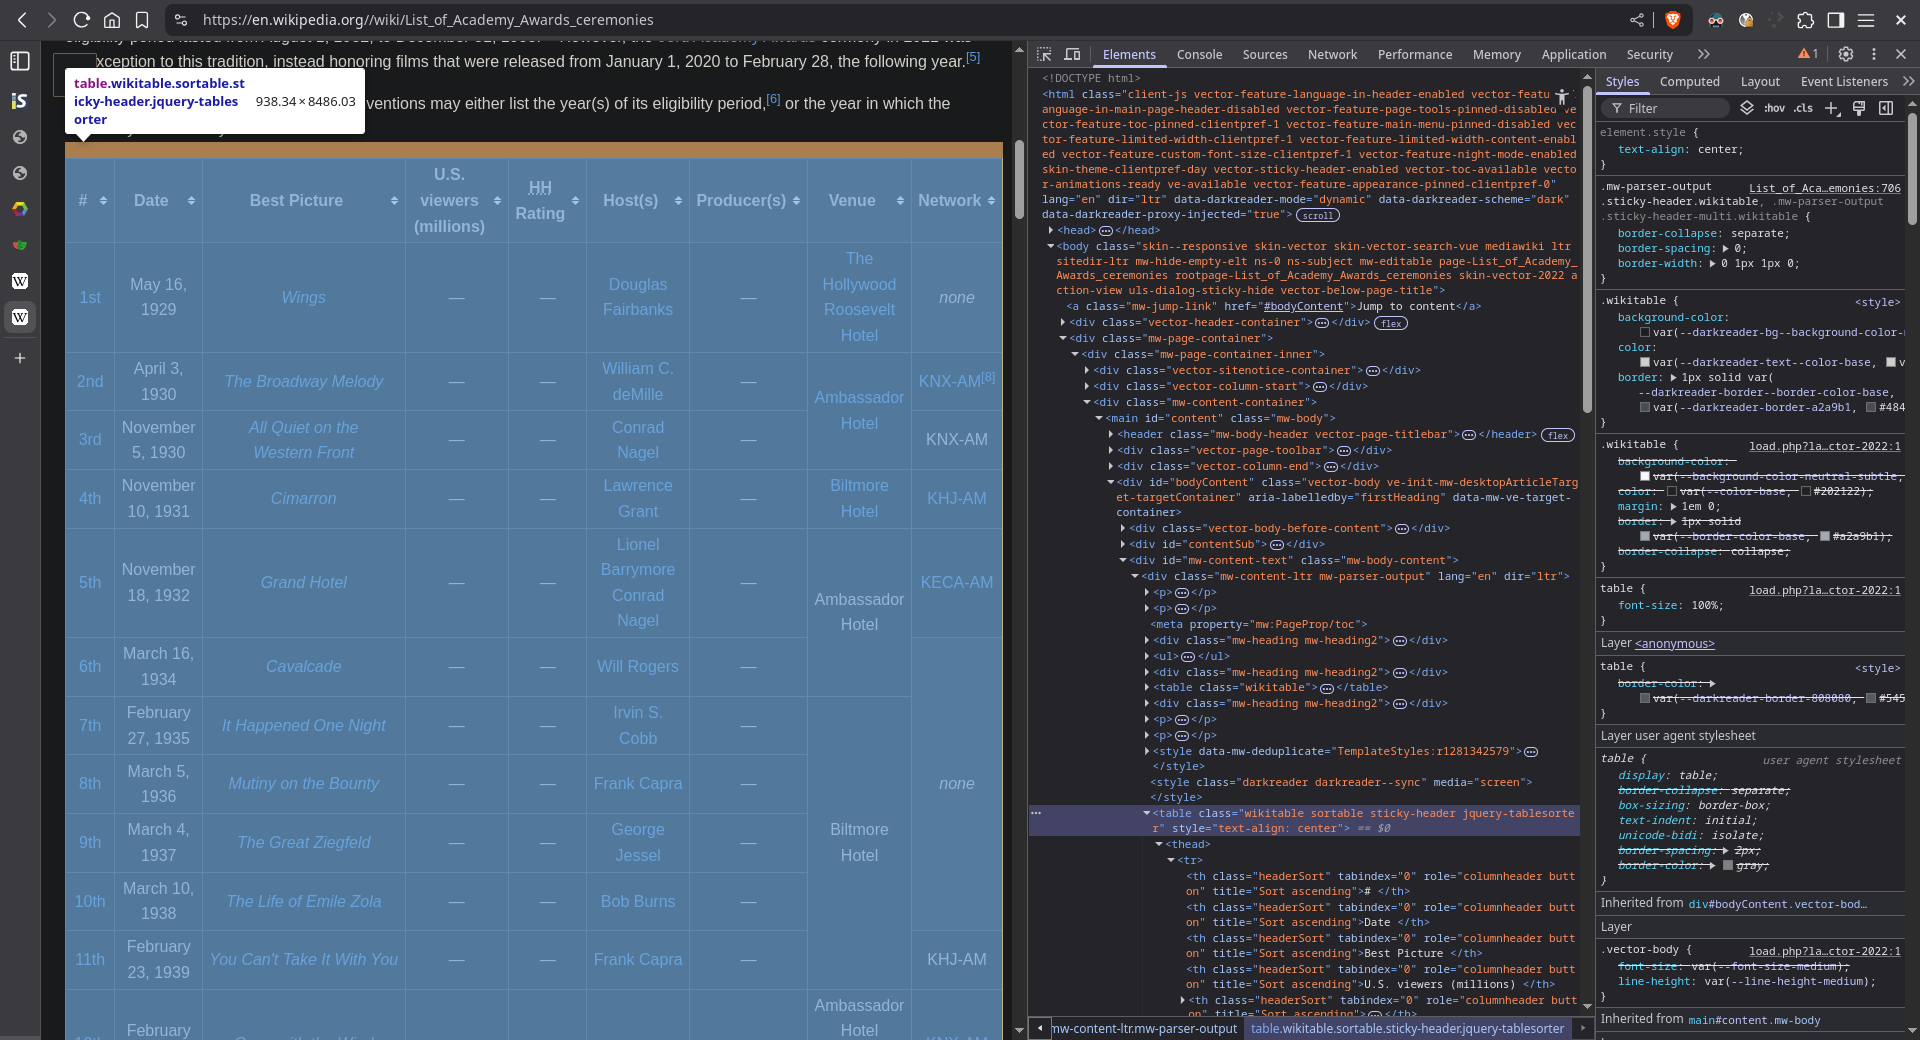 https://en.wikipedia.org//wiki/List_of_Academy_Awards_ceremonies
exception to this tradition, instead honoring films that were released from January 1, 2020 to February 28, the following year.[5]
table.wikitable.sortable.st
icky-header.jquery-tables
orter
938.34 × 8486.03
ventions may either list the year(s) of its eligibility period,[6] or the year in which the
# Date Best Picture U.S. viewers (millions) HH Rating Host(s) Producer(s) Venue Network
1st May 16, 1929 Wings — — Douglas Fairbanks — The Hollywood Roosevelt Hotel none
2nd April 3, 1930 The Broadway Melody — — William C. deMille — Ambassador Hotel KNX-AM[8]
3rd November 5, 1930 All Quiet on the Western Front — — Conrad Nagel — KNX-AM
4th November 10, 1931 Cimarron — — Lawrence Grant — Biltmore Hotel KHJ-AM
5th November 18, 1932 Grand Hotel — — Lionel Barrymore Conrad Nagel — Ambassador Hotel KECA-AM
6th March 16, 1934 Cavalcade — — Will Rogers —
7th February 27, 1935 It Happened One Night — — Irvin S. Cobb — Biltmore Hotel none
8th March 5, 1936 Mutiny on the Bounty — — Frank Capra —
9th March 4, 1937 The Great Ziegfeld — — George Jessel —
10th March 10, 1938 The Life of Emile Zola — — Bob Burns —
11th February 23, 1939 You Can't Take It With You — — Frank Capra — KHJ-AM
February Ambassador Hotel
Elements Console Sources Network Performance Memory Application Security 1
<!DOCTYPE html>
<html class="client-js vector-feature-language-in-header-enabled vector-featu
anguage-in-main-page-header-disabled vector-feature-page-tools-pinned-disabled ve
ctor-feature-toc-pinned-clientpref-1 vector-feature-main-menu-pinned-disabled vec
tor-feature-limited-width-clientpref-1 vector-feature-limited-width-content-enabl
ed vector-feature-custom-font-size-clientpref-1 vector-feature-night-mode-enabled
skin-theme-clientpref-day vector-sticky-header-enabled vector-toc-available vecto
r-animations-ready ve-available vector-feature-appearance-pinned-clientpref-0"
lang="en" dir="ltr" data-darkreader-mode="dynamic" data-darkreader-scheme="dark"
data-darkreader-proxy-injected="true"> scroll
<head> ⋯ </head>
<body class="skin--responsive skin-vector skin-vector-search-vue mediawiki ltr
sitedir-ltr mw-hide-empty-elt ns-0 ns-subject mw-editable page-List_of_Academy_
Awards_ceremonies rootpage-List_of_Academy_Awards_ceremonies skin-vector-2022 a
ction-view uls-dialog-sticky-hide vector-below-page-title">
<a class="mw-jump-link" href="#bodyContent">Jump to content</a>
<div class="vector-header-container"> ⋯ </div> flex
<div class="mw-page-container">
<div class="mw-page-container-inner">
<div class="vector-sitenotice-container"> ⋯ </div>
<div class="vector-column-start"> ⋯ </div>
<div class="mw-content-container">
<main id="content" class="mw-body">
<header class="mw-body-header vector-page-titlebar"> ⋯ </header> flex
<div class="vector-page-toolbar"> ⋯ </div>
<div class="vector-column-end"> ⋯ </div>
<div id="bodyContent" class="vector-body ve-init-mw-desktopArticleTarg
et-targetContainer" aria-labelledby="firstHeading" data-mw-ve-target-
container>
<div class="vector-body-before-content"> ⋯ </div>
<div id="contentSub"> ⋯ </div>
<div id="mw-content-text" class="mw-body-content">
<div class="mw-content-ltr mw-parser-output" lang="en" dir="ltr">
<p> ⋯ </p>
<p> ⋯ </p>
<meta property="mw:PageProp/toc">
<div class="mw-heading mw-heading2"> ⋯ </div>
<ul> ⋯ </ul>
<div class="mw-heading mw-heading2"> ⋯ </div>
<table class="wikitable"> ⋯ </table>
<div class="mw-heading mw-heading2"> ⋯ </div>
<p> ⋯ </p>
<p> ⋯ </p>
<style data-mw-deduplicate="TemplateStyles:r1281342579"> ⋯
</style>
<style class="darkreader darkreader--sync" media="screen">
</style>
<table class="wikitable sortable sticky-header jquery-tablesorte
r" style="text-align: center"> == $0
<thead>
<tr>
<th class="headerSort" tabindex="0" role="columnheader butt
on" title="Sort ascending"># </th>
<th class="headerSort" tabindex="0" role="columnheader butt
on" title="Sort ascending">Date </th>
<th class="headerSort" tabindex="0" role="columnheader butt
on" title="Sort ascending">Best Picture </th>
<th class="headerSort" tabindex="0" role="columnheader butt
on" title="Sort ascending">U.S. viewers (millions) </th>
<th class="headerSort" tabindex="0" role="columnheader butt
on" title="Sort ascending"> ⋯ </th>
mw-content-ltr.mw-parser-output table.wikitable.sortable.sticky-header.jquery-tablesorter
Styles Computed Layout Event Listeners
Filter :hov .cls
element.style {
text-align: center;
}
.mw-parser-output List_of_Aca…emonies:706
.sticky-header.wikitable, .mw-parser-output
.sticky-header-multi.wikitable {
border-collapse: separate;
border-spacing: 0;
border-width: 0 1px 1px 0;
}
.wikitable { <style>
background-color:
var(--darkreader-bg--background-color-
color:
var(--darkreader-text--color-base, v
border: 1px solid var(
--darkreader-border--border-color-base,
var(--darkreader-border-a2a9b1, #484
}
.wikitable { load.php?la…ctor-2022:1
background-color:
var(--background-color-neutral-subtle,
color: var(--color-base, #202122);
margin: 1em 0;
border: 1px solid
var(--border-color-base, #a2a9b1);
border-collapse: collapse;
}
table { load.php?la…ctor-2022:1
font-size: 100%;
}
Layer <anonymous>
table { <style>
border-color:
var(--darkreader-border-808080, #545
}
Layer user agent stylesheet
table { user agent stylesheet
display: table;
border-collapse: separate;
box-sizing: border-box;
text-indent: initial;
unicode-bidi: isolate;
border-spacing: 2px;
border-color: gray;
}
Inherited from div#bodyContent.vector-bod…
Layer
.vector-body { load.php?la…ctor-2022:1
font-size: var(--font-size-medium);
line-height: var(--line-height-medium);
}
Inherited from main#content.mw-body